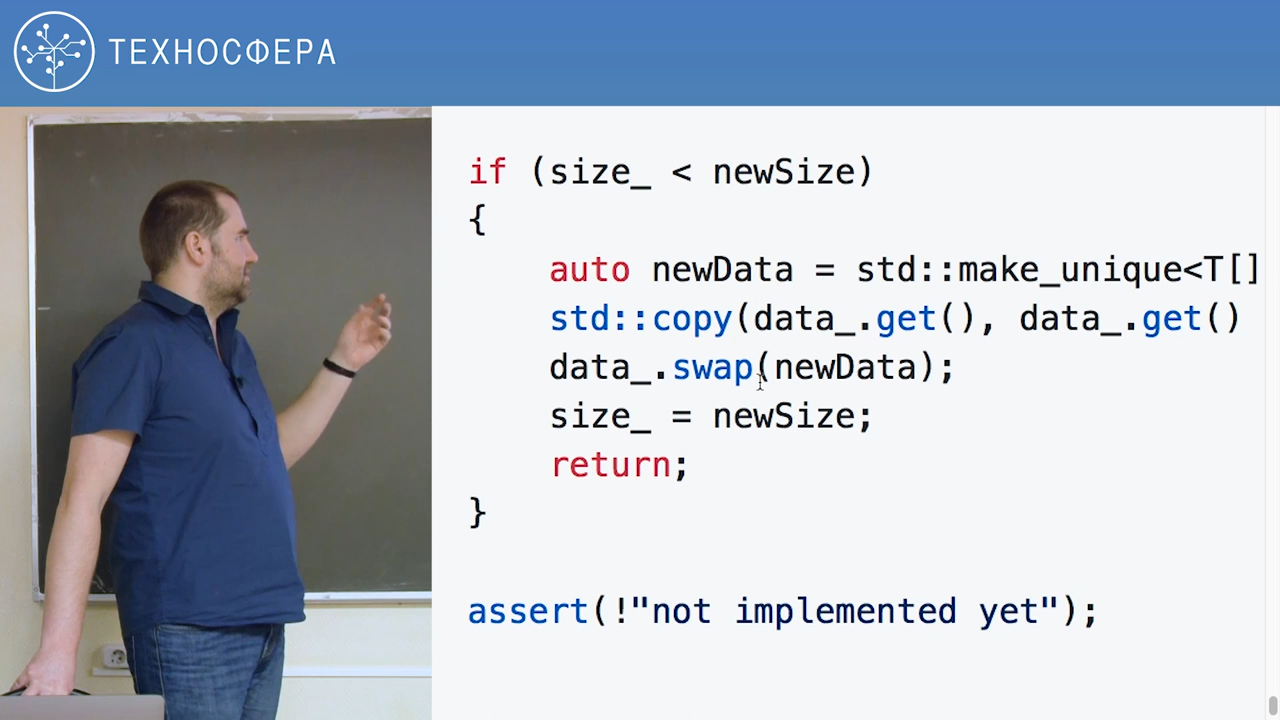 ТЕХНОСФЕРА
if (size_ < newSize)
{
    auto newData = std::make_unique<T[]
    std::copy(data_.get(), data_.get()
    data_.swap(newData);
    size_ = newSize;
    return;
}
assert(!"not implemented yet");